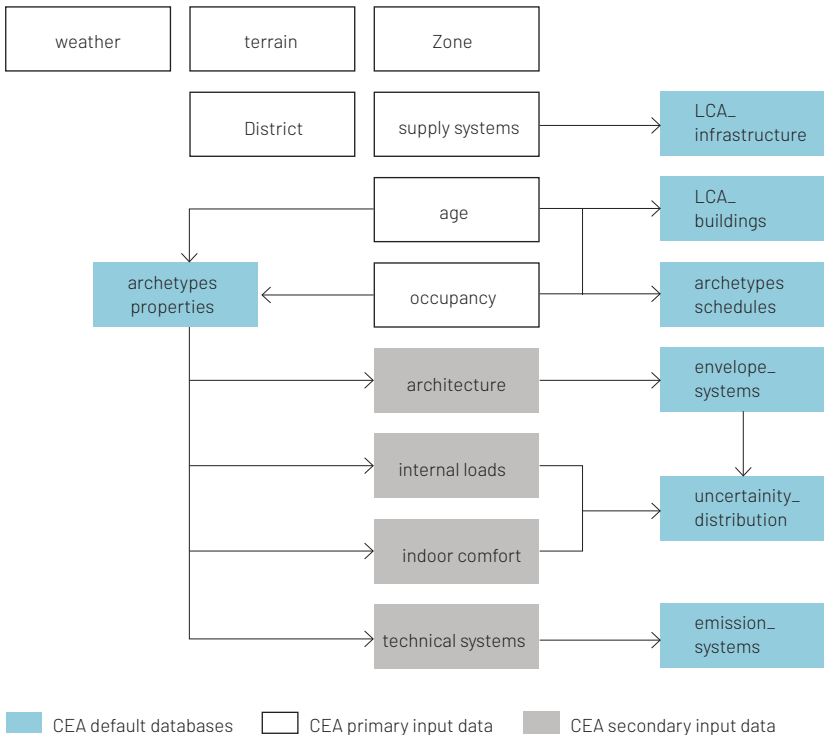 weather
terrain
Zone
District
supply systems
LCA_
infrastructure
age
LCA_
buildings
archetypes
properties
occupancy
archetypes
schedules
architecture
envelope_
systems
internal loads
uncertainity_
distribution
indoor comfort
technical systems
emission_
systems
CEA default databases
CEA primary input data
CEA secondary input data